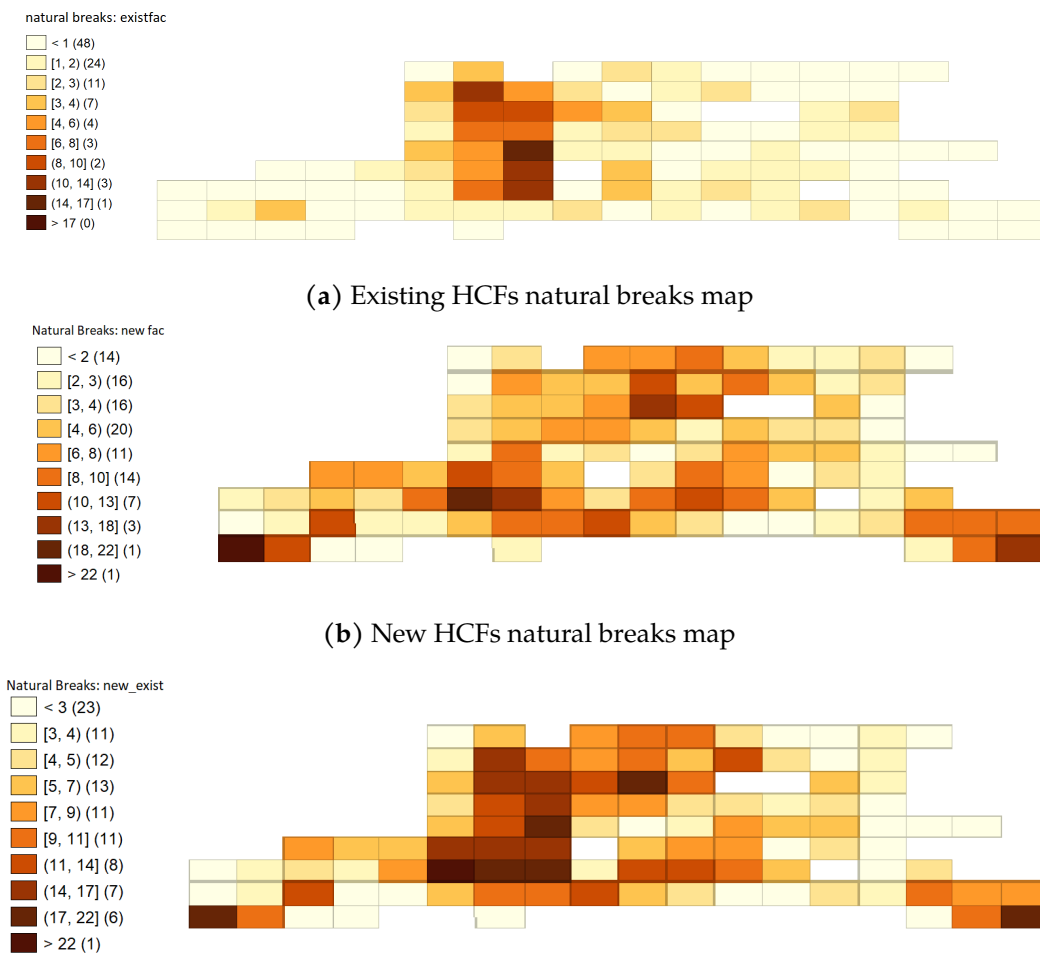 natural breaks: existfac
< 1 (48)
[1, 2) (24)
[2, 3) (11)
[3, 4) (7)
[4, 6) (4)
[6, 8) (3)
(8, 10] (2)
(10, 14] (3)
(14, 17] (1)
> 17 (0)
(a) Existing HCFs natural breaks map
Natural Breaks: new fac
< 2 (14)
[2, 3) (16)
[3, 4) (16)
[4, 6) (20)
[6, 8) (11)
[8, 10] (14)
(10, 13] (7)
(13, 18] (3)
(18, 22] (1)
> 22 (1)
(b) New HCFs natural breaks map
Natural Breaks: new_exist
< 3 (23)
[3, 4) (11)
[4, 5) (12)
[5, 7) (13)
[7, 9) (11)
[9, 11] (11)
(11, 14] (8)
(14, 17] (7)
(17, 22] (6)
> 22 (1)